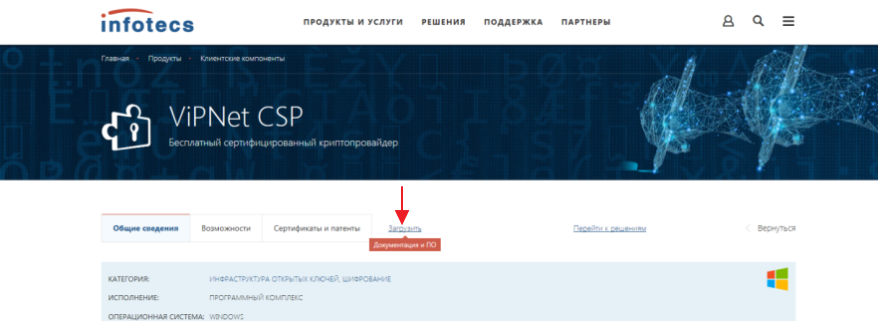 infotecs
ПРОДУКТЫ И УСЛУГИ РЕШЕНИЯ ПОДДЕРЖКА ПАРТНЕРЫ
Главная · Продукты · Клиентские компоненты
ViPNet CSP
Бесплатный сертифицированный криптопровайдер
Общие сведения Возможности Сертификаты и патенты Загрузить Перейти к решениям Вернуться
Документация и ПО
КАТЕГОРИЯ: ИНФРАСТРУКТУРА ОТКРЫТЫХ КЛЮЧЕЙ, ШИФРОВАНИЕ
ИСПОЛНЕНИЕ: ПРОГРАММНЫЙ КОМПЛЕКС
ОПЕРАЦИОННАЯ СИСТЕМА: WINDOWS